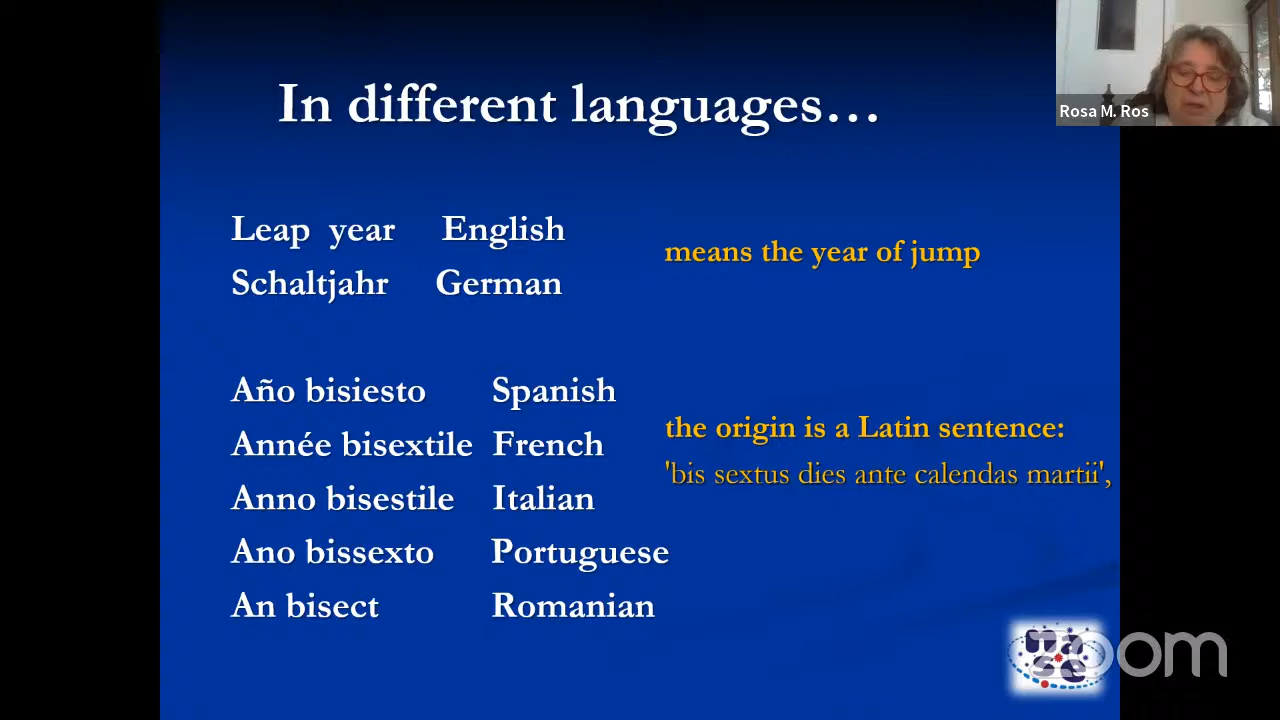 In different languages…
Rosa M. Ros
Leap year English
Schaltjahr German
means the year of jump
Año bisiesto Spanish
Année bisextile French
Anno bisestile Italian
Ano bissexto Portuguese
An bisect Romanian
the origin is a Latin sentence:
'bis sextus dies ante calendas martii',
zoom